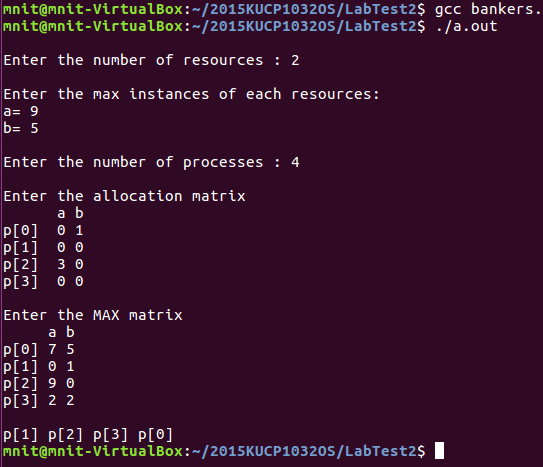 mnit@mnit-VirtualBox:~/2015KUCP1032OS/LabTest2$ gcc bankers.
mnit@mnit-VirtualBox:~/2015KUCP1032OS/LabTest2$ ./a.out
Enter the number of resources : 2
Enter the max instances of each resources:
a= 9
b= 5
Enter the number of processes : 4
Enter the allocation matrix
a b
p[0] 0 1
p[1] 0 0
p[2] 3 0
p[3] 0 0
Enter the MAX matrix
a b
p[0] 7 5
p[1] 0 1
p[2] 9 0
p[3] 2 2
p[1] p[2] p[3] p[0]
mnit@mnit-VirtualBox:~/2015KUCP1032OS/LabTest2$